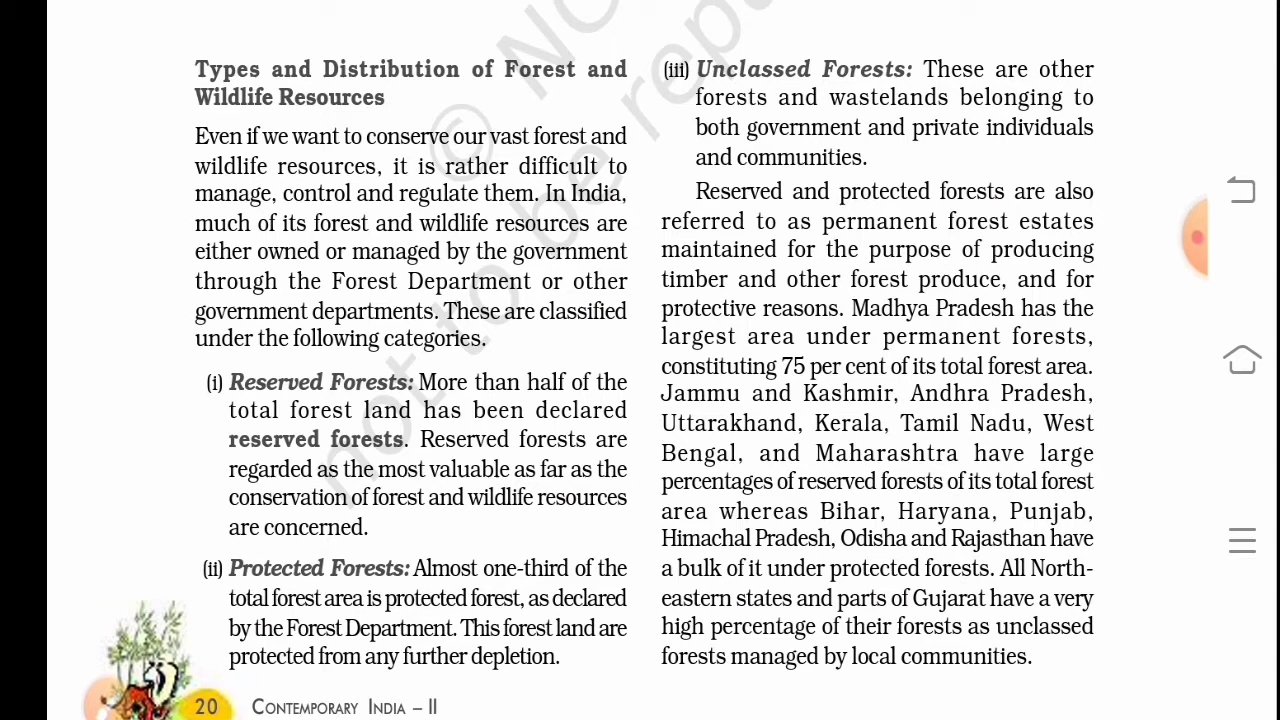 Types and Distribution of Forest and
Wildlife Resources
Even if we want to conserve our vast forest and
wildlife resources, it is rather difficult to
manage, control and regulate them. In India,
much of its forest and wildlife resources are
either owned or managed by the government
through the Forest Department or other
government departments. These are classified
under the following categories.
(i) Reserved Forests: More than half of the
total forest land has been declared
reserved forests. Reserved forests are
regarded as the most valuable as far as the
conservation of forest and wildlife resources
are concerned.
(ii) Protected Forests: Almost one-third of the
total forest area is protected forest, as declared
by the Forest Department. This forest land are
protected from any further depletion.
(iii) Unclassed Forests: These are other
forests and wastelands belonging to
both government and private individuals
and communities.
Reserved and protected forests are also
referred to as permanent forest estates
maintained for the purpose of producing
timber and other forest produce, and for
protective reasons. Madhya Pradesh has the
largest area under permanent forests,
constituting 75 per cent of its total forest area.
Jammu and Kashmir, Andhra Pradesh,
Uttarakhand, Kerala, Tamil Nadu, West
Bengal, and Maharashtra have large
percentages of reserved forests of its total forest
area whereas Bihar, Haryana, Punjab,
Himachal Pradesh, Odisha and Rajasthan have
a bulk of it under protected forests. All North-
eastern states and parts of Gujarat have a very
high percentage of their forests as unclassed
forests managed by local communities.
20 CONTEMPORARY INDIA – II
© NC
not to be repu